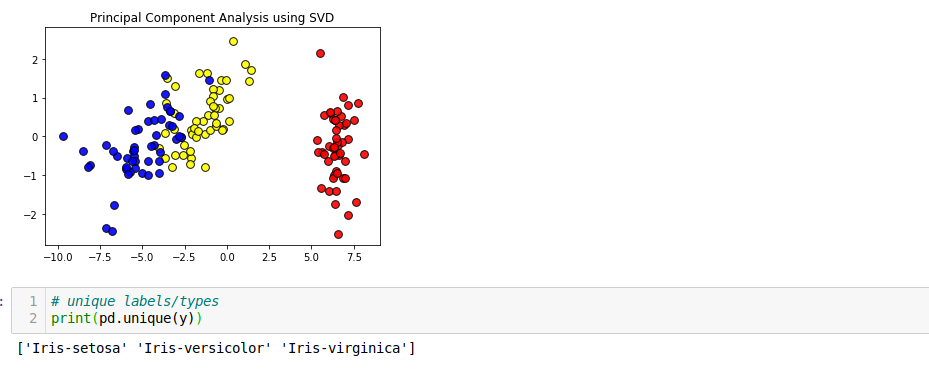 Principal Component Analysis using SVD
2
1
0
−1
−2
−10.0 −7.5 −5.0 −2.5 0.0 2.5 5.0 7.5
: 1 # unique labels/types
2 print(pd.unique(y))
['Iris-setosa' 'Iris-versicolor' 'Iris-virginica']